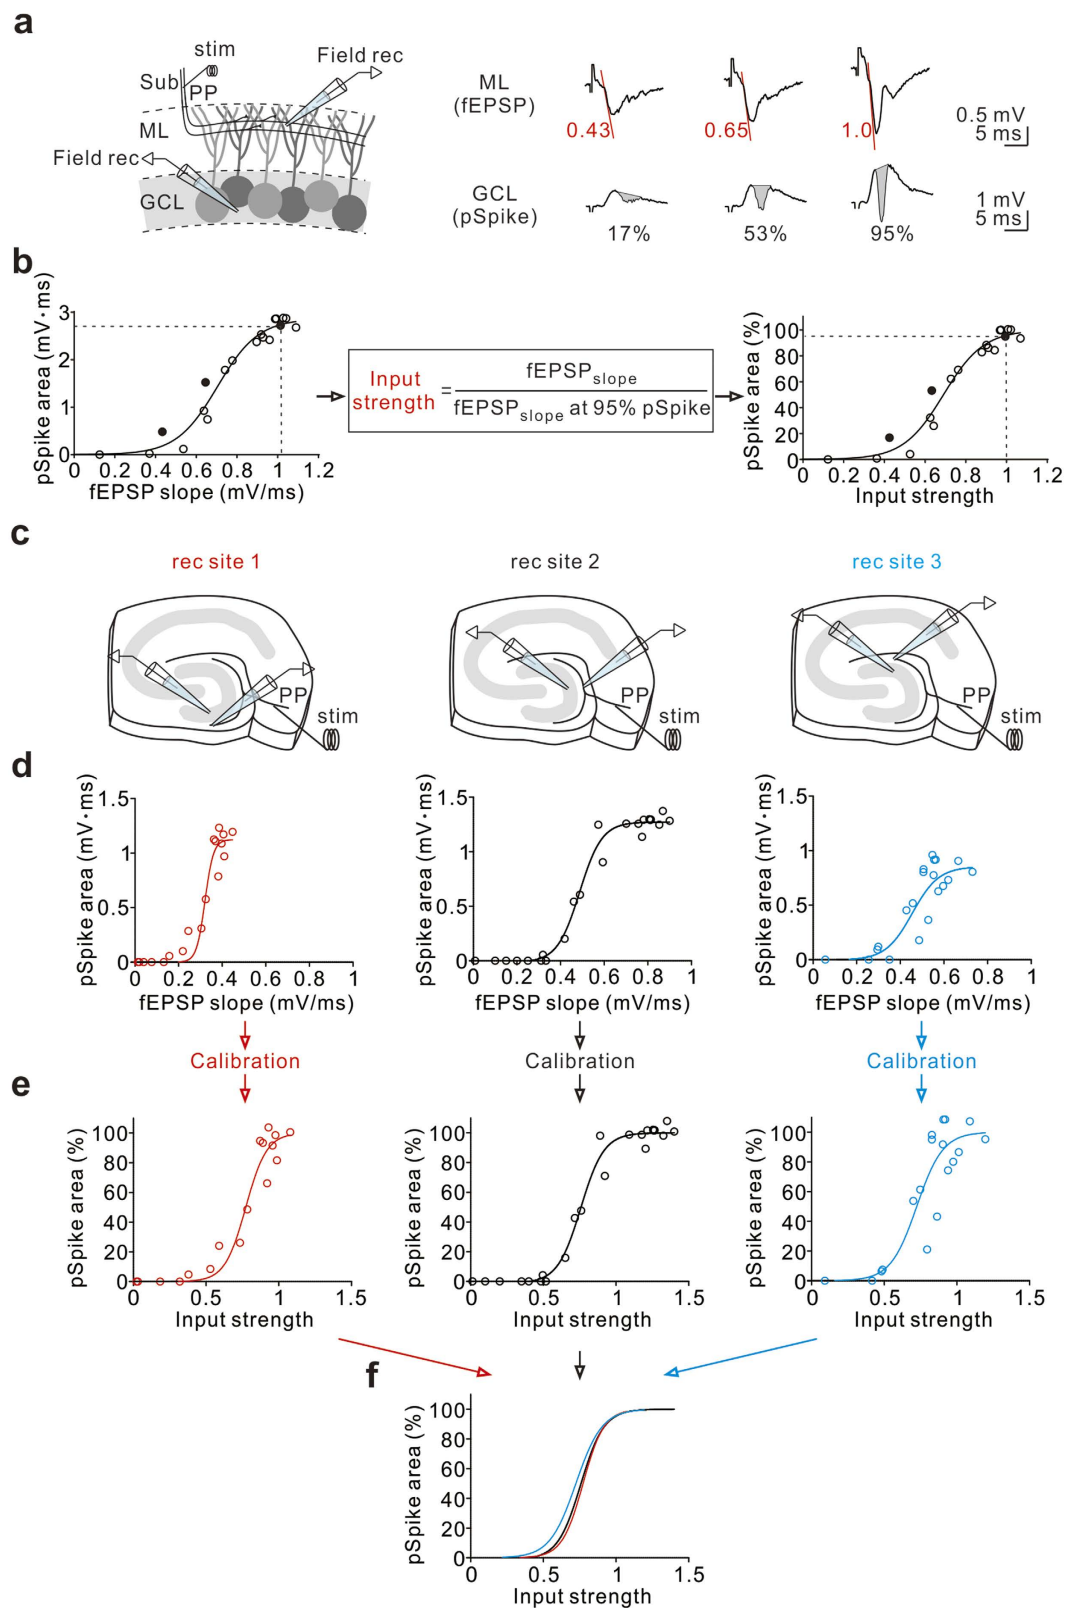 a
stim
Field rec
Sub
PP
ML
Field rec
GCL
ML
(fEPSP)
0.43
0.65
1.0
0.5 mV
5 ms
GCL
(pSpike)
17%
53%
95%
1 mV
5 ms
b
pSpike area (mV·ms)
3
2
1
0
0 0.2 0.4 0.6 0.8 1 1.2
fEPSP slope (mV/ms)
Input strength = fEPSPslope / fEPSPslope at 95% pSpike
pSpike area (%)
100
80
60
40
20
0
0 0.2 0.4 0.6 0.8 1 1.2
Input strength
c
rec site 1
rec site 2
rec site 3
PP
stim
PP
stim
PP
stim
d
pSpike area (mV·ms)
1.5
1
0.5
0
0 0.2 0.4 0.6 0.8 1
fEPSP slope (mV/ms)
pSpike area (mV·ms)
1.5
1
0.5
0
0 0.2 0.4 0.6 0.8 1
fEPSP slope (mV/ms)
pSpike area (mV·ms)
1.5
1
0.5
0
0 0.2 0.4 0.6 0.8 1
fEPSP slope (mV/ms)
Calibration
Calibration
Calibration
e
pSpike area (%)
100
80
60
40
20
0
0 0.5 1 1.5
Input strength
pSpike area (%)
100
80
60
40
20
0
0 0.5 1 1.5
Input strength
pSpike area (%)
100
80
60
40
20
0
0 0.5 1 1.5
Input strength
f
pSpike area (%)
100
80
60
40
20
0
0 0.5 1 1.5
Input strength